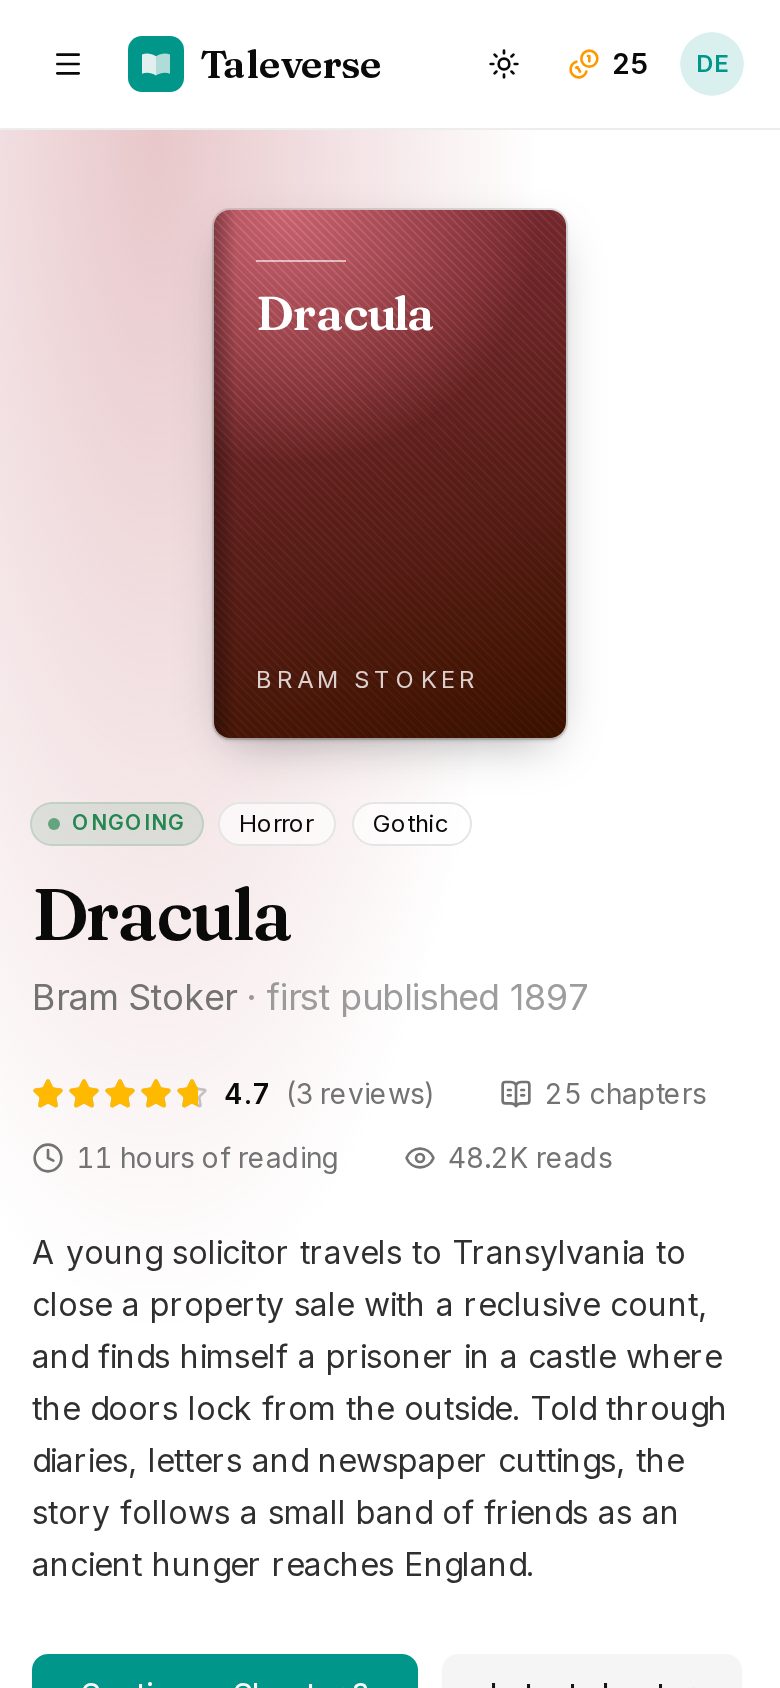 Taleverse
25
DE
Dracula
BRAM STOKER
ONGOING
Horror
Gothic
Dracula
Bram Stoker · first published 1897
4.7 (3 reviews)
25 chapters
11 hours of reading
48.2K reads
A young solicitor travels to Transylvania to
close a property sale with a reclusive count,
and finds himself a prisoner in a castle where
the doors lock from the outside. Told through
diaries, letters and newspaper cuttings, the
story follows a small band of friends as an
ancient hunger reaches England.